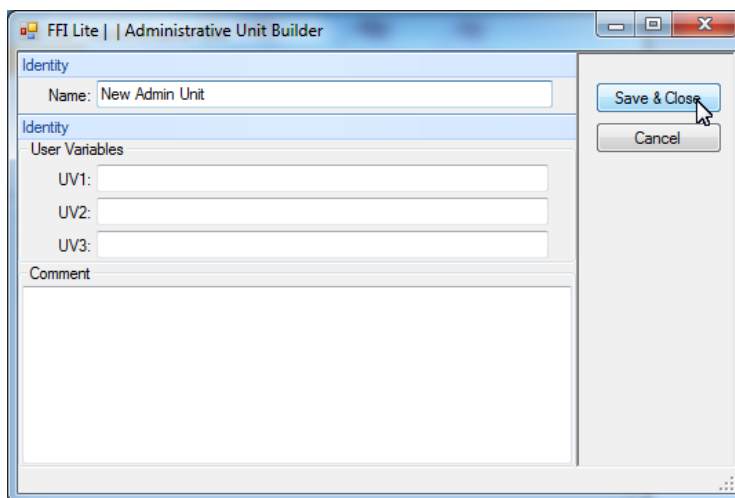 FFI Lite | | Administrative Unit Builder
Identity
Name: New Admin Unit
Save & Close
Cancel
Identity
User Variables
UV1:
UV2:
UV3:
Comment